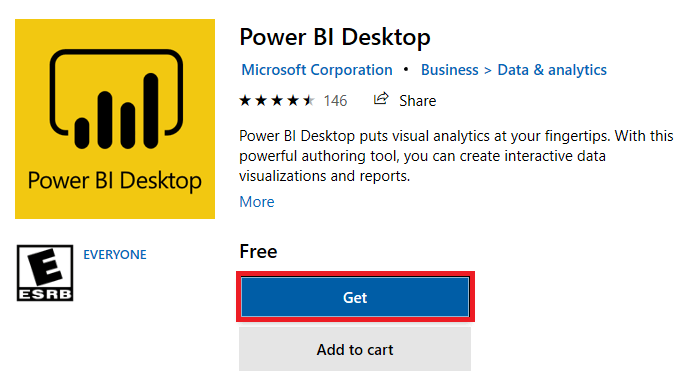 Power BI Desktop
Power BI Desktop
Microsoft Corporation • Business > Data & analytics
146 Share
Power BI Desktop puts visual analytics at your fingertips. With this
powerful authoring tool, you can create interactive data
visualizations and reports.
More
E
ESRB
EVERYONE
Free
Get
Add to cart